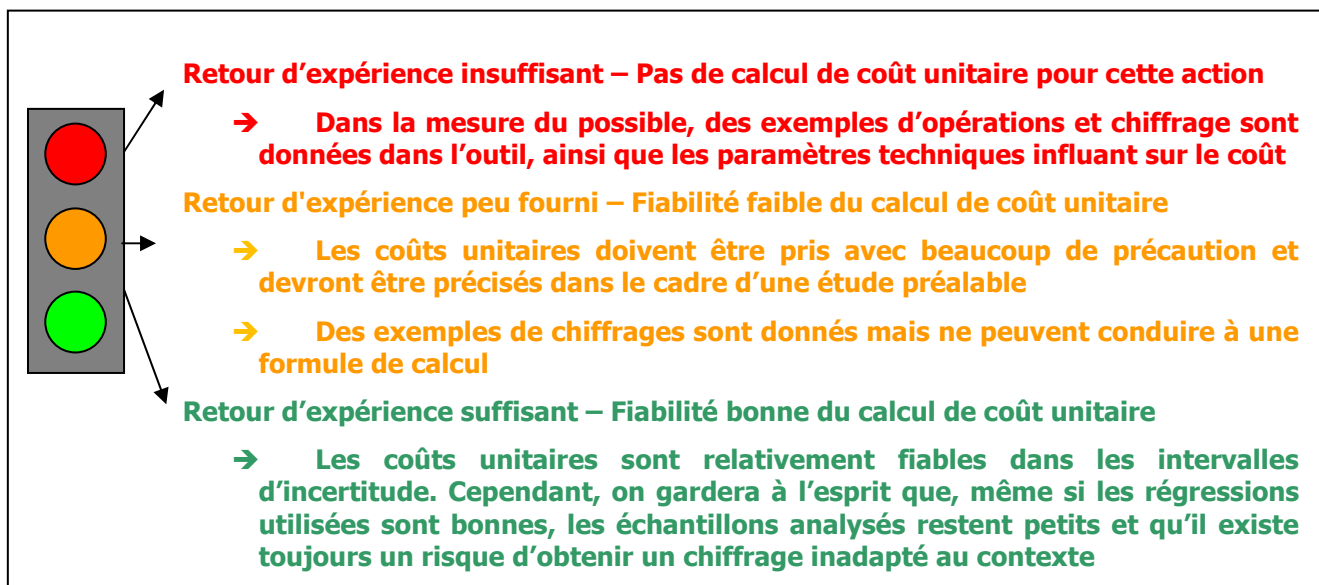 Retour d’expérience insuffisant – Pas de calcul de coût unitaire pour cette action
➔ Dans la mesure du possible, des exemples d’opérations et chiffrage sont
données dans l’outil, ainsi que les paramètres techniques influant sur le coût
Retour d'expérience peu fourni – Fiabilité faible du calcul de coût unitaire
➔ Les coûts unitaires doivent être pris avec beaucoup de précaution et
devront être précisés dans le cadre d’une étude préalable
➔ Des exemples de chiffrages sont donnés mais ne peuvent conduire à une
formule de calcul
Retour d’expérience suffisant – Fiabilité bonne du calcul de coût unitaire
➔ Les coûts unitaires sont relativement fiables dans les intervalles
d’incertitude. Cependant, on gardera à l’esprit que, même si les régressions
utilisées sont bonnes, les échantillons analysés restent petits et qu’il existe
toujours un risque d’obtenir un chiffrage inadapté au contexte